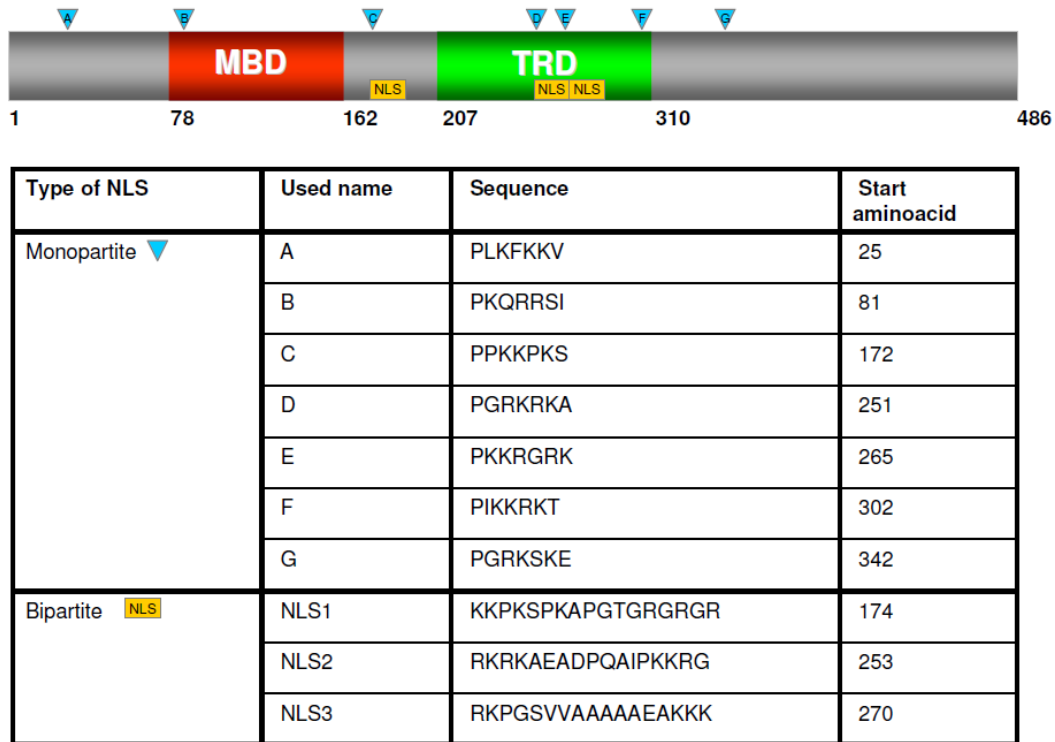 A B C D E F G
MBD TRD
NLS NLS NLS
1 78 162 207 310 486
Type of NLS Used name Sequence Start aminoacid
Monopartite A PLKFKKV 25
B PKQRRSI 81
C PPKKPKS 172
D PGRKRKA 251
E PKKRGRK 265
F PIKKRKT 302
G PGRKSKE 342
Bipartite NLS NLS1 KKPKSPKAPGTGRGRGR 174
NLS2 RKRKAEADPQAIPKKRG 253
NLS3 RKPGSVVAAAAAEAKKK 270